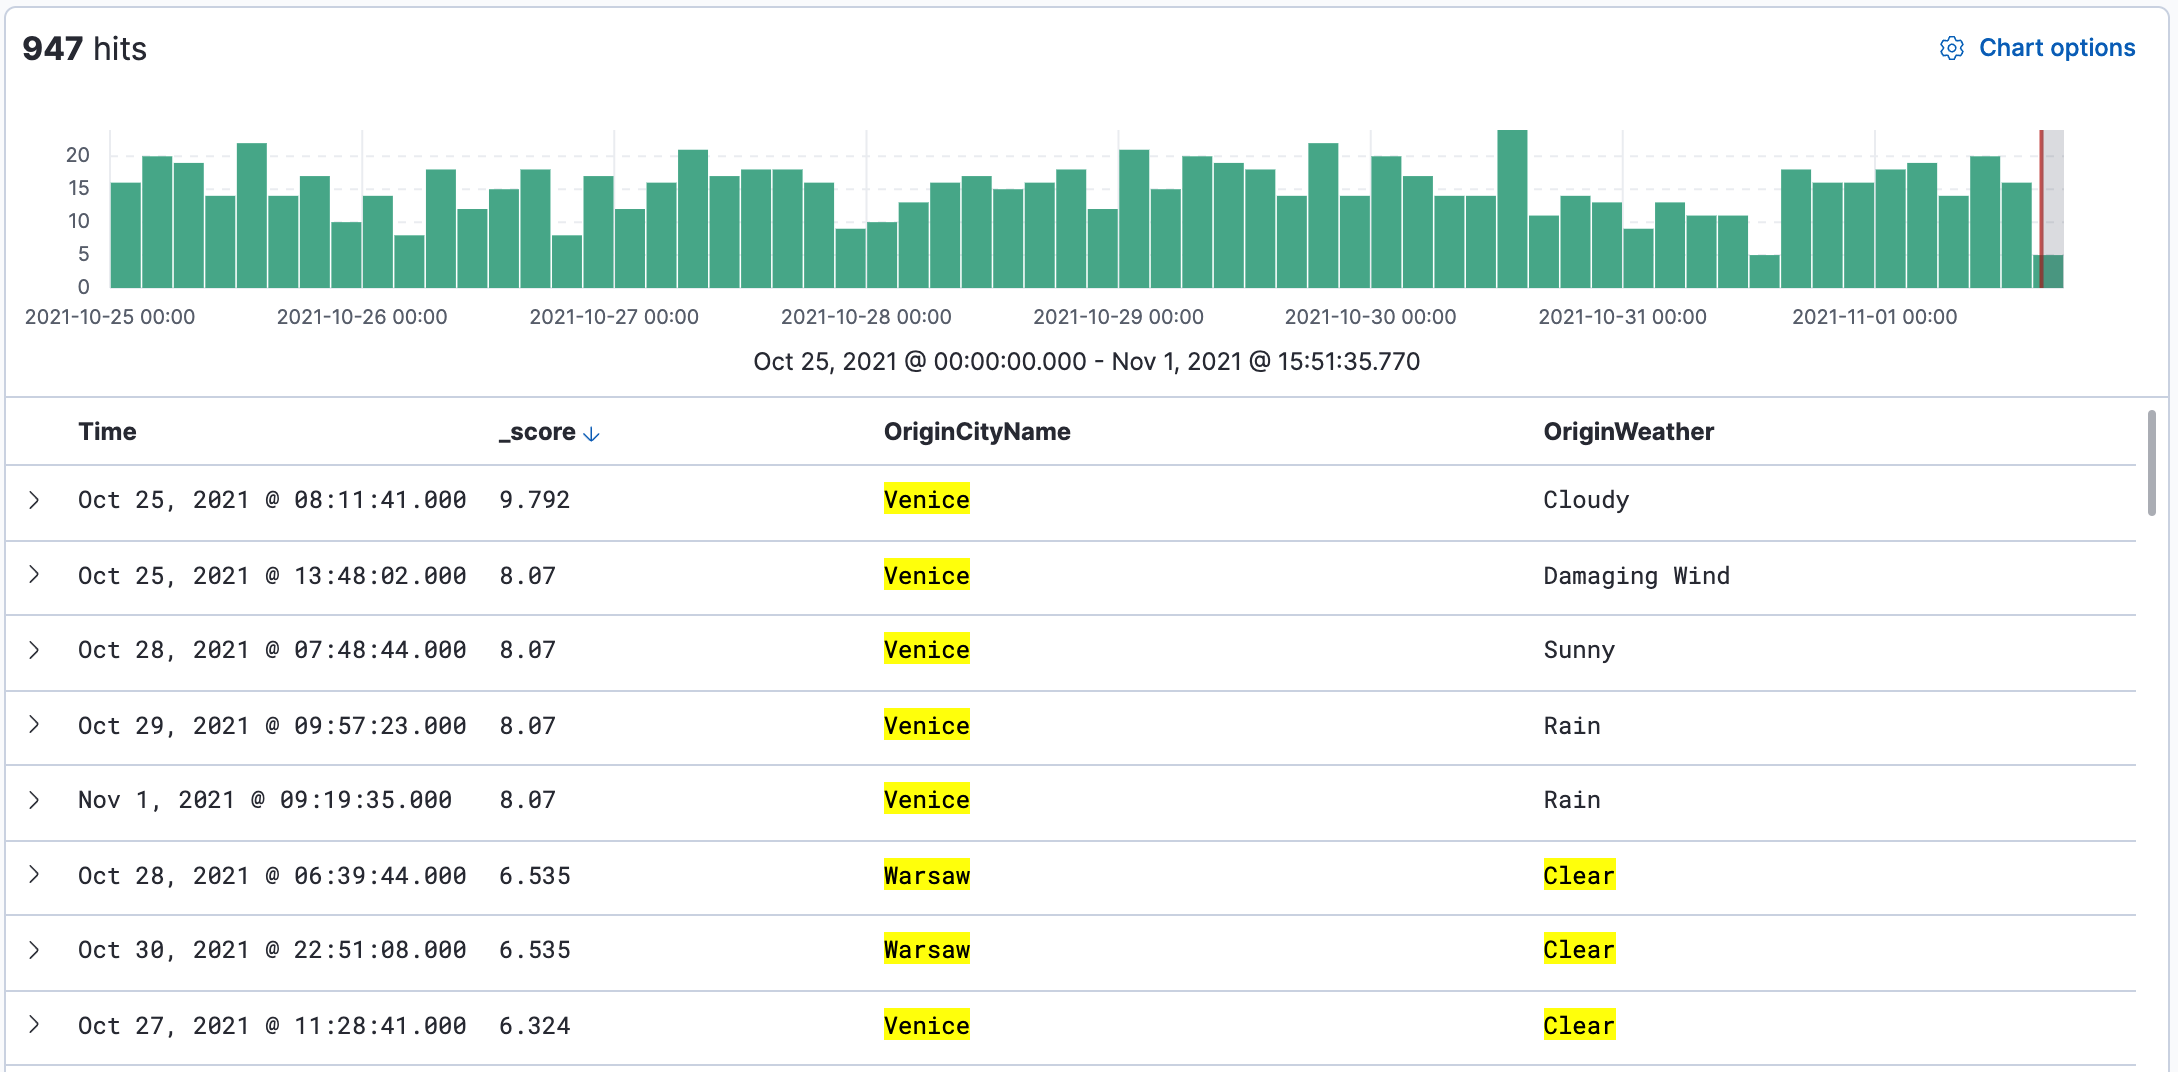 947 hits
Chart options
20
15
10
5
0
2021-10-25 00:00 2021-10-26 00:00 2021-10-27 00:00 2021-10-28 00:00 2021-10-29 00:00 2021-10-30 00:00 2021-10-31 00:00 2021-11-01 00:00
Oct 25, 2021 @ 00:00:00.000 - Nov 1, 2021 @ 15:51:35.770
Time _score OriginCityName OriginWeather
Oct 25, 2021 @ 08:11:41.000 9.792 Venice Cloudy
Oct 25, 2021 @ 13:48:02.000 8.07 Venice Damaging Wind
Oct 28, 2021 @ 07:48:44.000 8.07 Venice Sunny
Oct 29, 2021 @ 09:57:23.000 8.07 Venice Rain
Nov 1, 2021 @ 09:19:35.000 8.07 Venice Rain
Oct 28, 2021 @ 06:39:44.000 6.535 Warsaw Clear
Oct 30, 2021 @ 22:51:08.000 6.535 Warsaw Clear
Oct 27, 2021 @ 11:28:41.000 6.324 Venice Clear